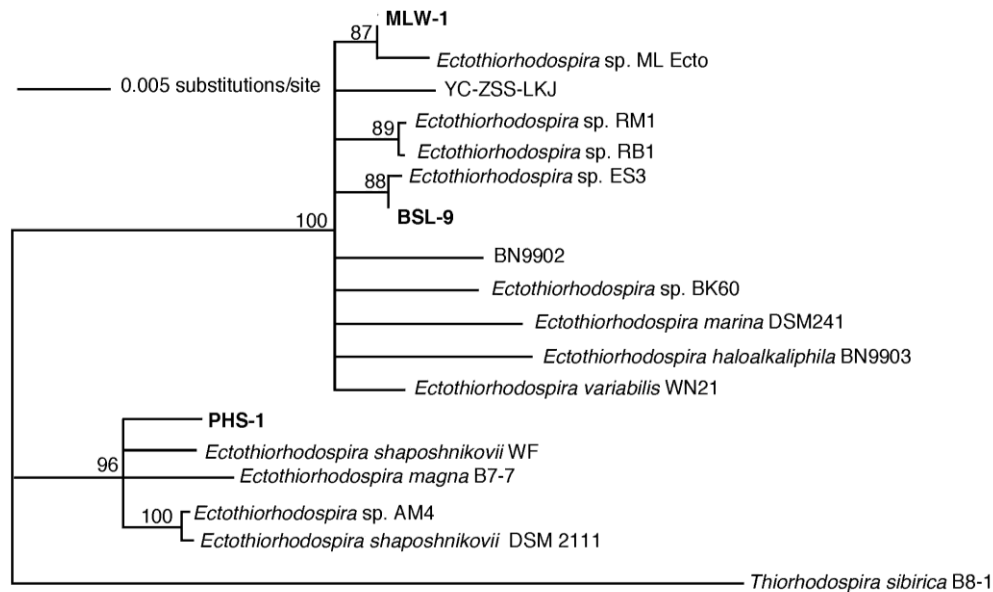 MLW-1
87
Ectothiorhodospira sp. ML Ecto
0.005 substitutions/site
YC-ZSS-LKJ
Ectothiorhodospira sp. RM1
89
Ectothiorhodospira sp. RB1
Ectothiorhodospira sp. ES3
88
BSL-9
100
BN9902
Ectothiorhodospira sp. BK60
Ectothiorhodospira marina DSM241
Ectothiorhodospira haloalkaliphila BN9903
Ectothiorhodospira variabilis WN21
PHS-1
Ectothiorhodospira shaposhnikovii WF
96
Ectothiorhodospira magna B7-7
100
Ectothiorhodospira sp. AM4
Ectothiorhodospira shaposhnikovii DSM 2111
Thiorhodospira sibirica B8-1